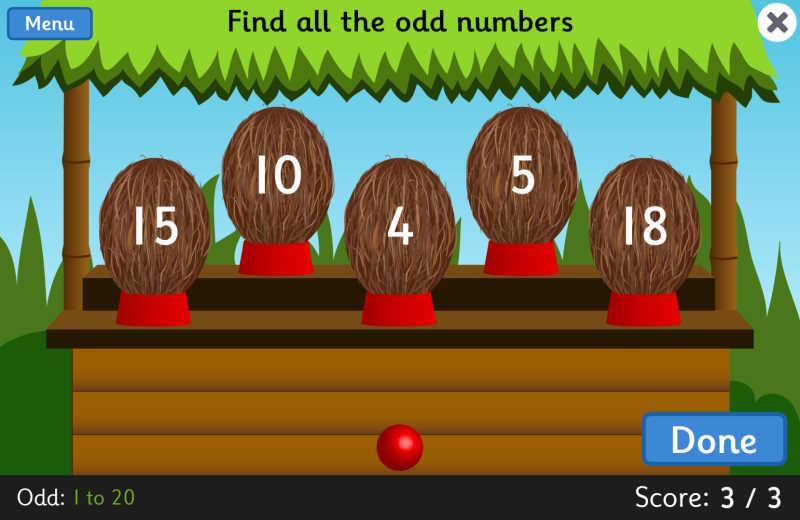 Menu
Find all the odd numbers
10
5
15
4
18
Done
Odd: 1 to 20
Score: 3 / 3